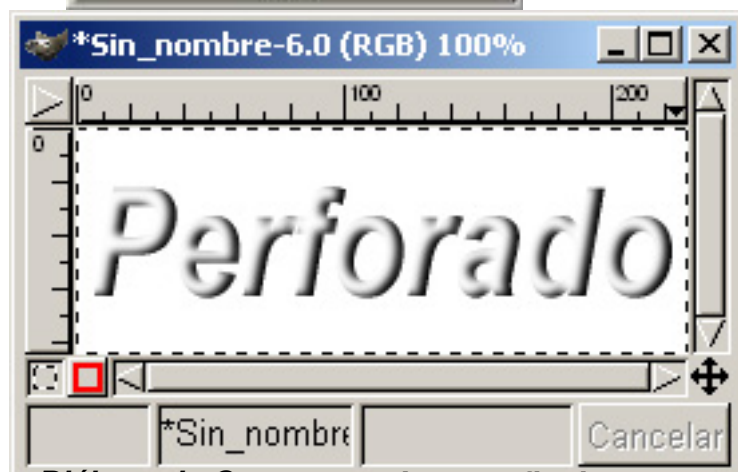 *Sin_nombre-6.0 (RGB) 100%
0 100 200
0
Perforado
*Sin_nombre
Cancelar